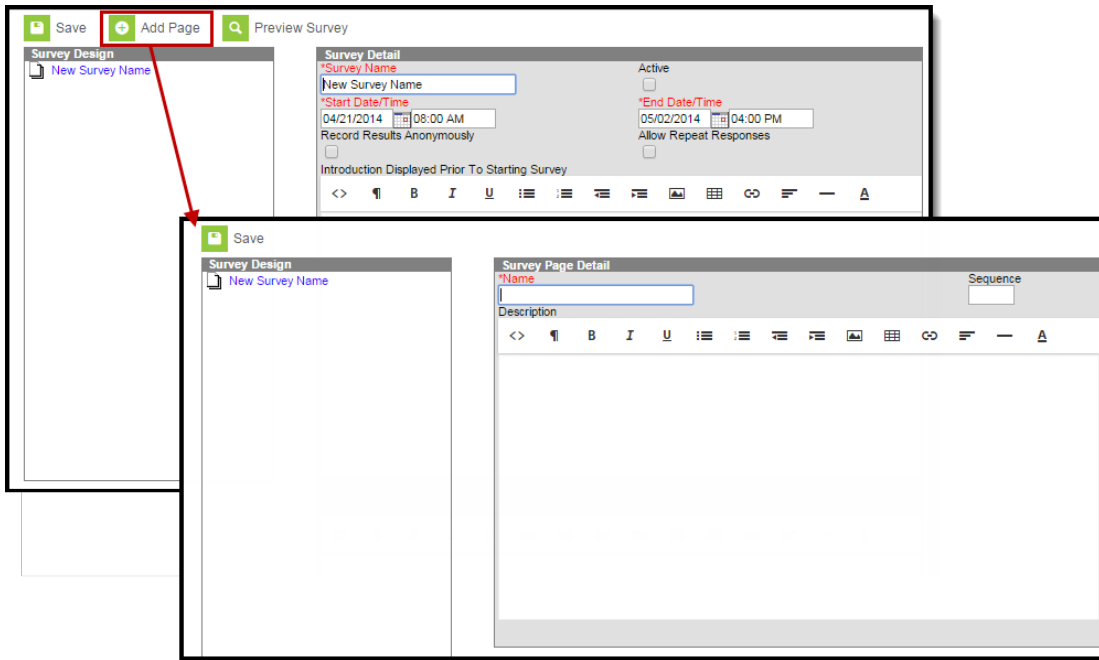 Save Add Page Preview Survey
Survey Design
New Survey Name
Survey Detail
*Survey Name Active
New Survey Name
*Start Date/Time *End Date/Time
04/21/2014 08:00 AM 05/02/2014 04:00 PM
Record Results Anonymously Allow Repeat Responses
Introduction Displayed Prior To Starting Survey
<> ¶ B I U A
Save
Survey Design
New Survey Name
Survey Page Detail
*Name Sequence
Description
<> ¶ B I U A